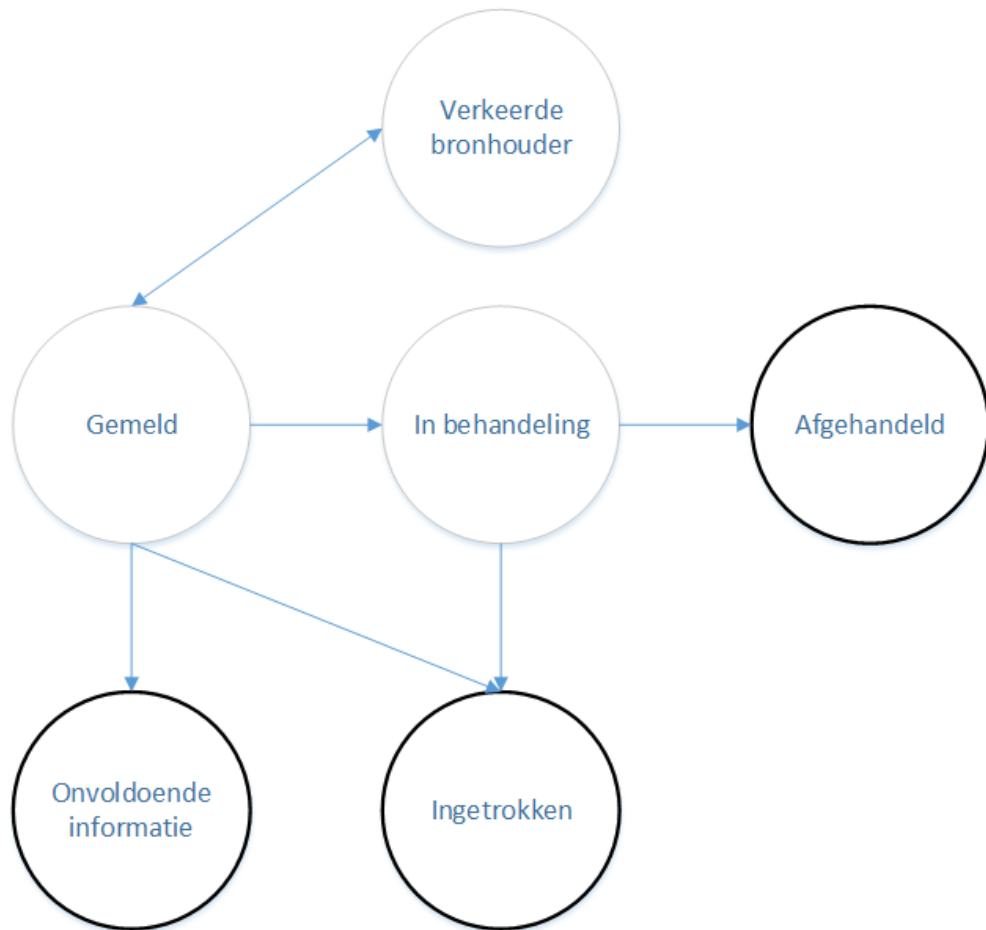 Verkeerde
bronhouder
Gemeld
In behandeling
Afgehandeld
Onvoldoende
informatie
Ingetrokken